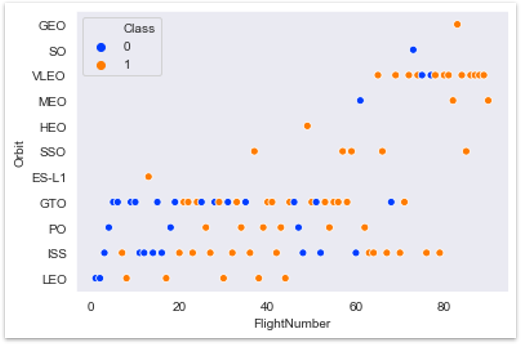 Class
0
1
GEO
SO
VLEO
MEO
HEO
SSO
ES-L1
GTO
PO
ISS
LEO
Orbit
0 20 40 60 80
FlightNumber